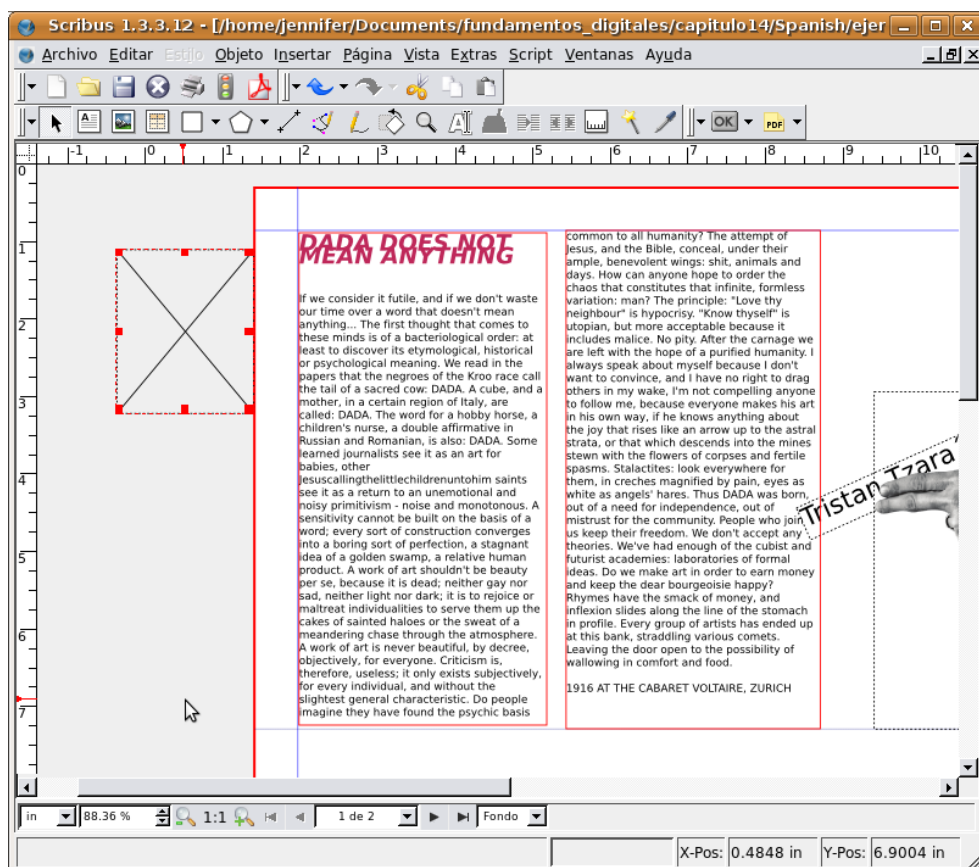 Scribus 1.3.3.12 - [/home/jennifer/Documents/fundamentos_digitales/capitulo14/Spanish/ejer
Archivo Editar Estilo Objeto Insertar Página Vista Extras Script Ventanas Ayuda
OK PDF
-1 0 1 2 3 4 5 6 7 8 9 10
0
1
2
3
4
5
6
7
DADA DOES NOT
MEAN ANYTHING
If we consider it futile, and if we don't waste
our time over a word that doesn't mean
anything... The first thought that comes to
these minds is of a bacteriological order: at
least to discover its etymological, historical
or psychological meaning. We read in the
papers that the negroes of the Kroo race call
the tail of a sacred cow: DADA. A cube, and a
mother, in a certain region of Italy, are
called: DADA. The word for a hobby horse, a
children's nurse, a double affirmative in
Russian and Romanian, is also: DADA. Some
learned journalists see it as an art for
babies, other
Jesuscallingthelittlechildrenuntohim saints
see it as a return to an unemotional and
noisy primitivism - noise and monotonous. A
sensitivity cannot be built on the basis of a
word; every sort of construction converges
into a boring sort of perfection, a stagnant
idea of a golden swamp, a relative human
product. A work of art shouldn't be beauty
per se, because it is dead; neither gay nor
sad, neither light nor dark; it is to rejoice or
maltreat individualities to serve them up the
cakes of sainted haloes or the sweat of a
meandering chase through the atmosphere.
A work of art is never beautiful, by decree,
objectively, for everyone. Criticism is,
therefore, useless; it only exists subjectively,
for every individual, and without the
slightest general characteristic. Do people
imagine they have found the psychic basis
common to all humanity? The attempt of
Jesus, and the Bible, conceal, under their
ample, benevolent wings: shit, animals and
days. How can anyone hope to order the
chaos that constitutes that infinite, formless
variation: man? The principle: "Love thy
neighbour" is hypocrisy. "Know thyself" is
utopian, but more acceptable because it
includes malice. No pity. After the carnage we
are left with the hope of a purified humanity. I
always speak about myself because I don't
want to convince, and I have no right to drag
others in my wake, I'm not compelling anyone
to follow me, because everyone makes his art
in his own way, if he knows anything about
the joy that rises like an arrow up to the astral
strata, or that which descends into the mines
stewn with the flowers of corpses and fertile
spasms. Stalactites: look everywhere for
them, in creches magnified by pain, eyes as
white as angels' hares. Thus DADA was born,
out of a need for independence, out of
mistrust for the community. People who join
us keep their freedom. We don't accept any
theories. We've had enough of the cubist and
futurist academies: laboratories of formal
ideas. Do we make art in order to earn money
and keep the dear bourgeoisie happy?
Rhymes have the smack of money, and
inflexion slides along the line of the stomach
in profile. Every group of artists has ended up
at this bank, straddling various comets.
Leaving the door open to the possibility of
wallowing in comfort and food.
1916 AT THE CABARET VOLTAIRE, ZURICH
Tristan Tzara
in 88.36 % 1:1 1 de 2 Fondo
X-Pos: 0.4848 in Y-Pos: 6.9004 in